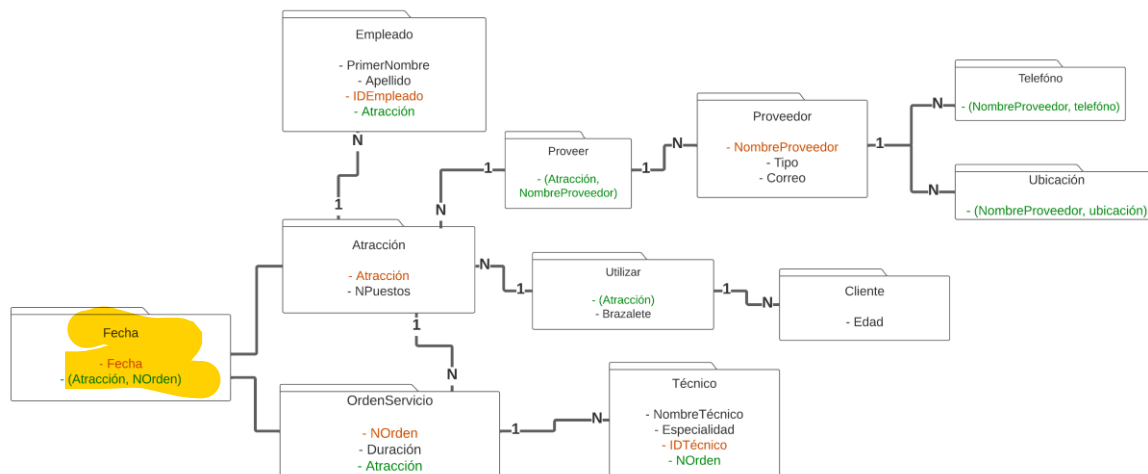 Empleado
- PrimerNombre
- Apellido
- IDEmpleado
- Atracción
N
1
Proveer
- (Atracción,
NombreProveedor)
1
1
N
N
Proveedor
- NombreProveedor
- Tipo
- Correo
1
N
N
Telefóno
- (NombreProveedor, telefóno)
Ubicación
- (NombreProveedor, ubicación)
Atracción
- Atracción
- NPuestos
N
1
Utilizar
- (Atracción)
- Brazalete
1
N
Cliente
- Edad
Fecha
- Fecha
- (Atracción, NOrden)
1
N
OrdenServicio
- NOrden
- Duración
- Atracción
1
N
Técnico
- NombreTécnico
- Especialidad
- IDTécnico
- NOrden